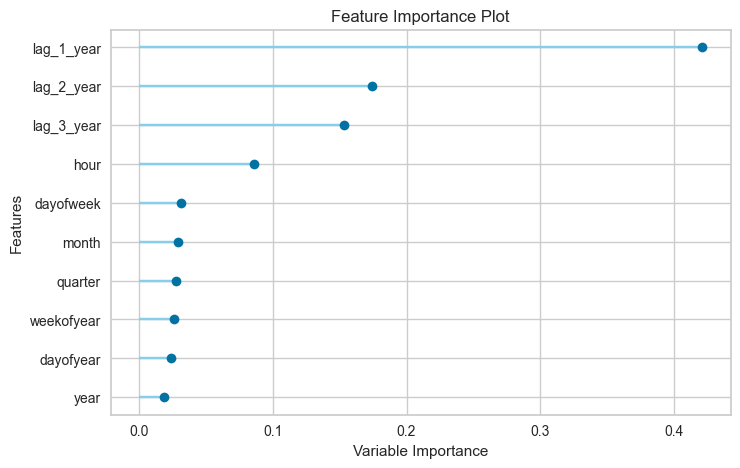 Feature Importance Plot
lag_1_year
lag_2_year
lag_3_year
hour
dayofweek
month
quarter
weekofyear
dayofyear
year
Features
0.0 0.1 0.2 0.3 0.4
Variable Importance